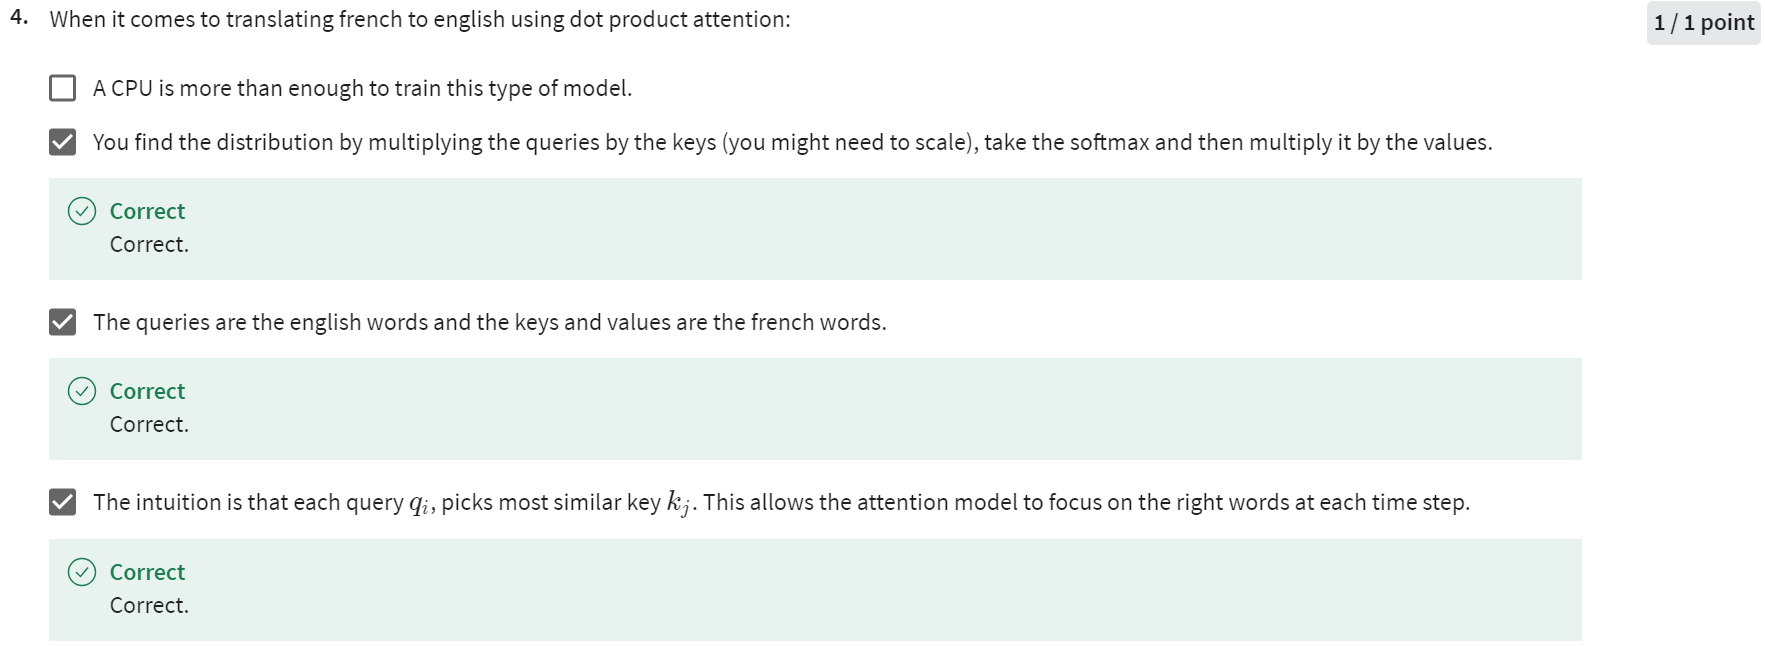 4. When it comes to translating french to english using dot product attention:
1 / 1 point
A CPU is more than enough to train this type of model.
You find the distribution by multiplying the queries by the keys (you might need to scale), take the softmax and then multiply it by the values.
Correct
Correct.
The queries are the english words and the keys and values are the french words.
Correct
Correct.
The intuition is that each query qᵢ, picks most similar key kⱼ. This allows the attention model to focus on the right words at each time step.
Correct
Correct.